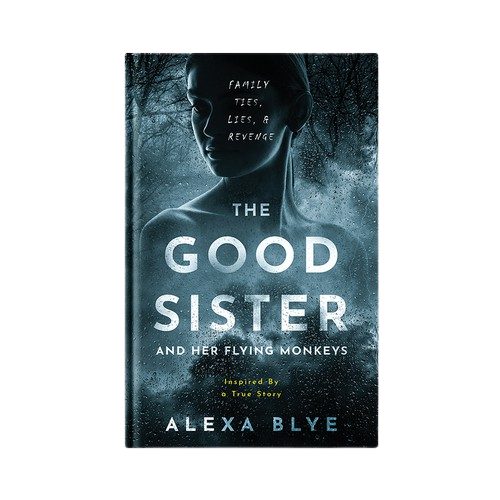 FAMILY
TIES,
LIES, &
REVENGE
THE
GOOD
SISTER
AND HER FLYING MONKEYS
Inspired By
a True Story
ALEXA BLYE